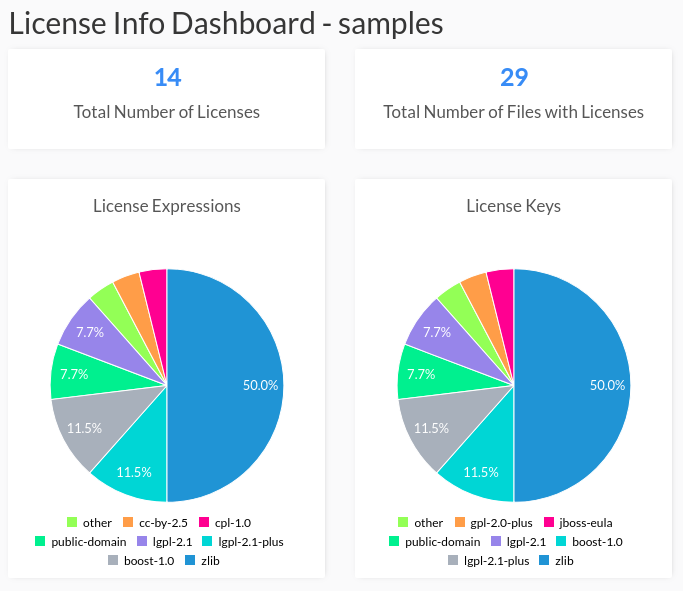 License Info Dashboard - samples
14
Total Number of Licenses
29
Total Number of Files with Licenses
License Expressions
7.7%
7.7%
50.0%
11.5%
11.5%
other cc-by-2.5 cpl-1.0
public-domain lgpl-2.1 lgpl-2.1-plus
boost-1.0 zlib
License Keys
7.7%
7.7%
50.0%
11.5%
11.5%
other gpl-2.0-plus jboss-eula
public-domain lgpl-2.1 boost-1.0
lgpl-2.1-plus zlib